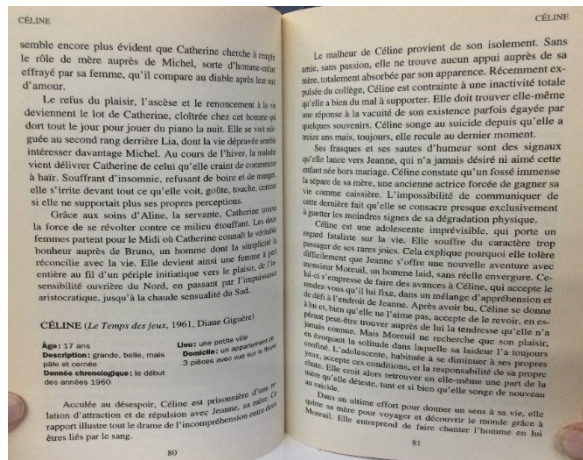 CÉLINE
semble encore plus évident que Catherine cherche à remplir
le rôle de mère auprès de Michel, sorte d'homme-enfant
effrayé par sa femme, qu'il compare au diable après leur nuit
d'amour.
Le refus du plaisir, l'ascèse et le renoncement à la vie
deviennent le lot de Catherine, cloîtrée chez cet homme qui
dort tout le jour pour jouer du piano la nuit. Elle se voit relé-
guée au second rang derrière Lia, dont la vie dépravée semble
intéresser davantage Michel. Au cours de l'hiver, la maladie
vient délivrer Catherine de celui qu'elle craint de commencer
à haïr. Souffrant d'insomnie, refusant de boire et de manger,
elle s'irrite devant tout ce qu'elle voit, goûte, touche, comme
si elle ne supportait plus ses propres perceptions.
Grâce aux soins d'Aline, la servante, Catherine trouve
la force de se révolter contre ce milieu étouffant. Les deux
femmes partent pour le Midi où Catherine connaît le véritable
bonheur auprès de Bruno, un homme dont la simplicité la
réconcilie avec la vie. Elle devient ainsi une femme à part
entière au fil d'un périple initiatique vers le plaisir, de l'in-
sensibilité ouvrière du Nord, en passant par l'impuissance
aristocratique, jusqu'à la chaude sensualité du Sud.
CÉLINE (Le Temps des jeux, 1961, Diane Giguère)
Âge: 17 ans
Description: grande, belle, mais
pâle et cernée
Donnée chronologique: le début
des années 1960
Lieu: une petite ville
Domicile: un appartement de
3 pièces avec vue sur le fleuve
Acculée au désespoir, Céline est prisonnière d'une re-
lation d'attraction et de répulsion avec Jeanne, sa mère. Ce
rapport illustre tout le drame de l'incompréhension entre deux
êtres liés par le sang.
80
CÉLINE
Le malheur de Céline provient de son isolement. Sans
amie, sans passion, elle ne trouve aucun appui auprès de sa
mère, totalement absorbée par son apparence. Récemment ex-
pulsée du collège, Céline est contrainte à une inactivité totale
qu'elle a bien du mal à supporter. Elle doit trouver elle-même
une réponse à la vacuité de son existence parfois égayée par
quelques souvenirs. Céline songe au suicide depuis qu'elle a
treize ans mais, toujours, elle recule au dernier moment.
Ses frasques et ses sautes d'humeur sont des signaux
qu'elle lance vers Jeanne, qui n'a jamais désiré ni aimé cette
enfant née hors mariage. Céline constate qu'un fossé immense
la sépare de sa mère, une ancienne actrice forcée de gagner sa
vie comme caissière. L'impossibilité de communiquer de
cette dernière fait qu'elle se consacre presque exclusivement
à guetter les moindres signes de sa dégradation physique.
Céline est une adolescente imprévisible, qui porte un
regard fataliste sur la vie. Elle souffre du caractère trop
passager de ses rares joies. Cela explique pourquoi elle tolère
difficilement que Jeanne s'offre une nouvelle aventure avec
monsieur Moreuil, un homme laid, sans réelle envergure. Ce-
lui-ci s'empresse de faire des avances à Céline, qui accepte le
rendez-vous qu'il lui fixe, dans un mélange d'appréhension et
de défi à l'endroit de Jeanne. Après avoir bu, Céline se donne
à lui et, bien qu'elle ne l'aime pas, accepte de le revoir, en es-
pérant peut-être trouver auprès de lui la tendresse qu'elle n'a
jamais connue. Mais Moreuil ne recherche que son plaisir,
en évoquant la solitude dans laquelle sa laideur l'a toujours
confiné. L'adolescente, habituée à se diminuer à ses propres
yeux, accepte ces conditions, et la responsabilité de sa propre
chute. Elle croit alors retrouver en elle-même une part de la
mère qu'elle déteste, tant et si bien qu'elle songe de nouveau
au suicide.
Dans un ultime effort pour donner un sens à sa vie, elle
quitte sa mère pour voyager et découvrir le monde grâce à
Moreuil. Elle entreprend de faire chanter l'homme en lui
81